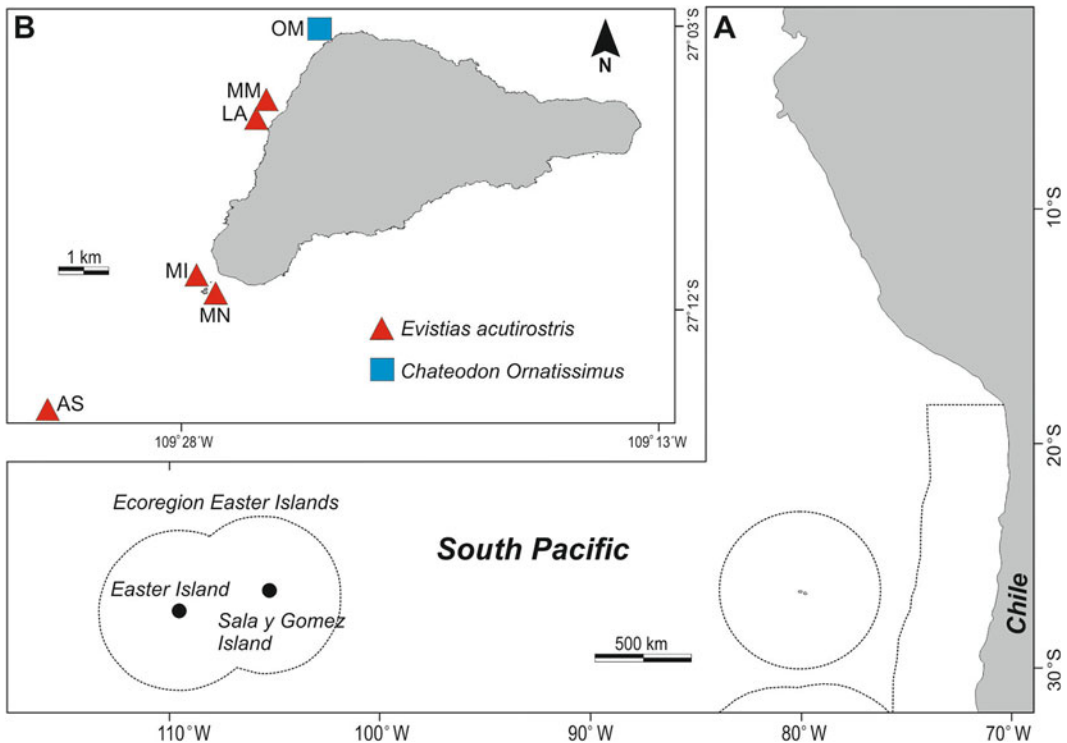 B
OM
N
27°03´S
A
MM
LA
1 km
MI
MN
27°12´S
Evistias acutirostris
Chateodon Ornatissimus
AS
109°28´W
109°13´W
10°S
20°S
30°S
Ecoregion Easter Islands
South Pacific
Easter Island
Sala y Gomez
Island
500 km
Chile
110°W
100°W
90°W
80°W
70°W